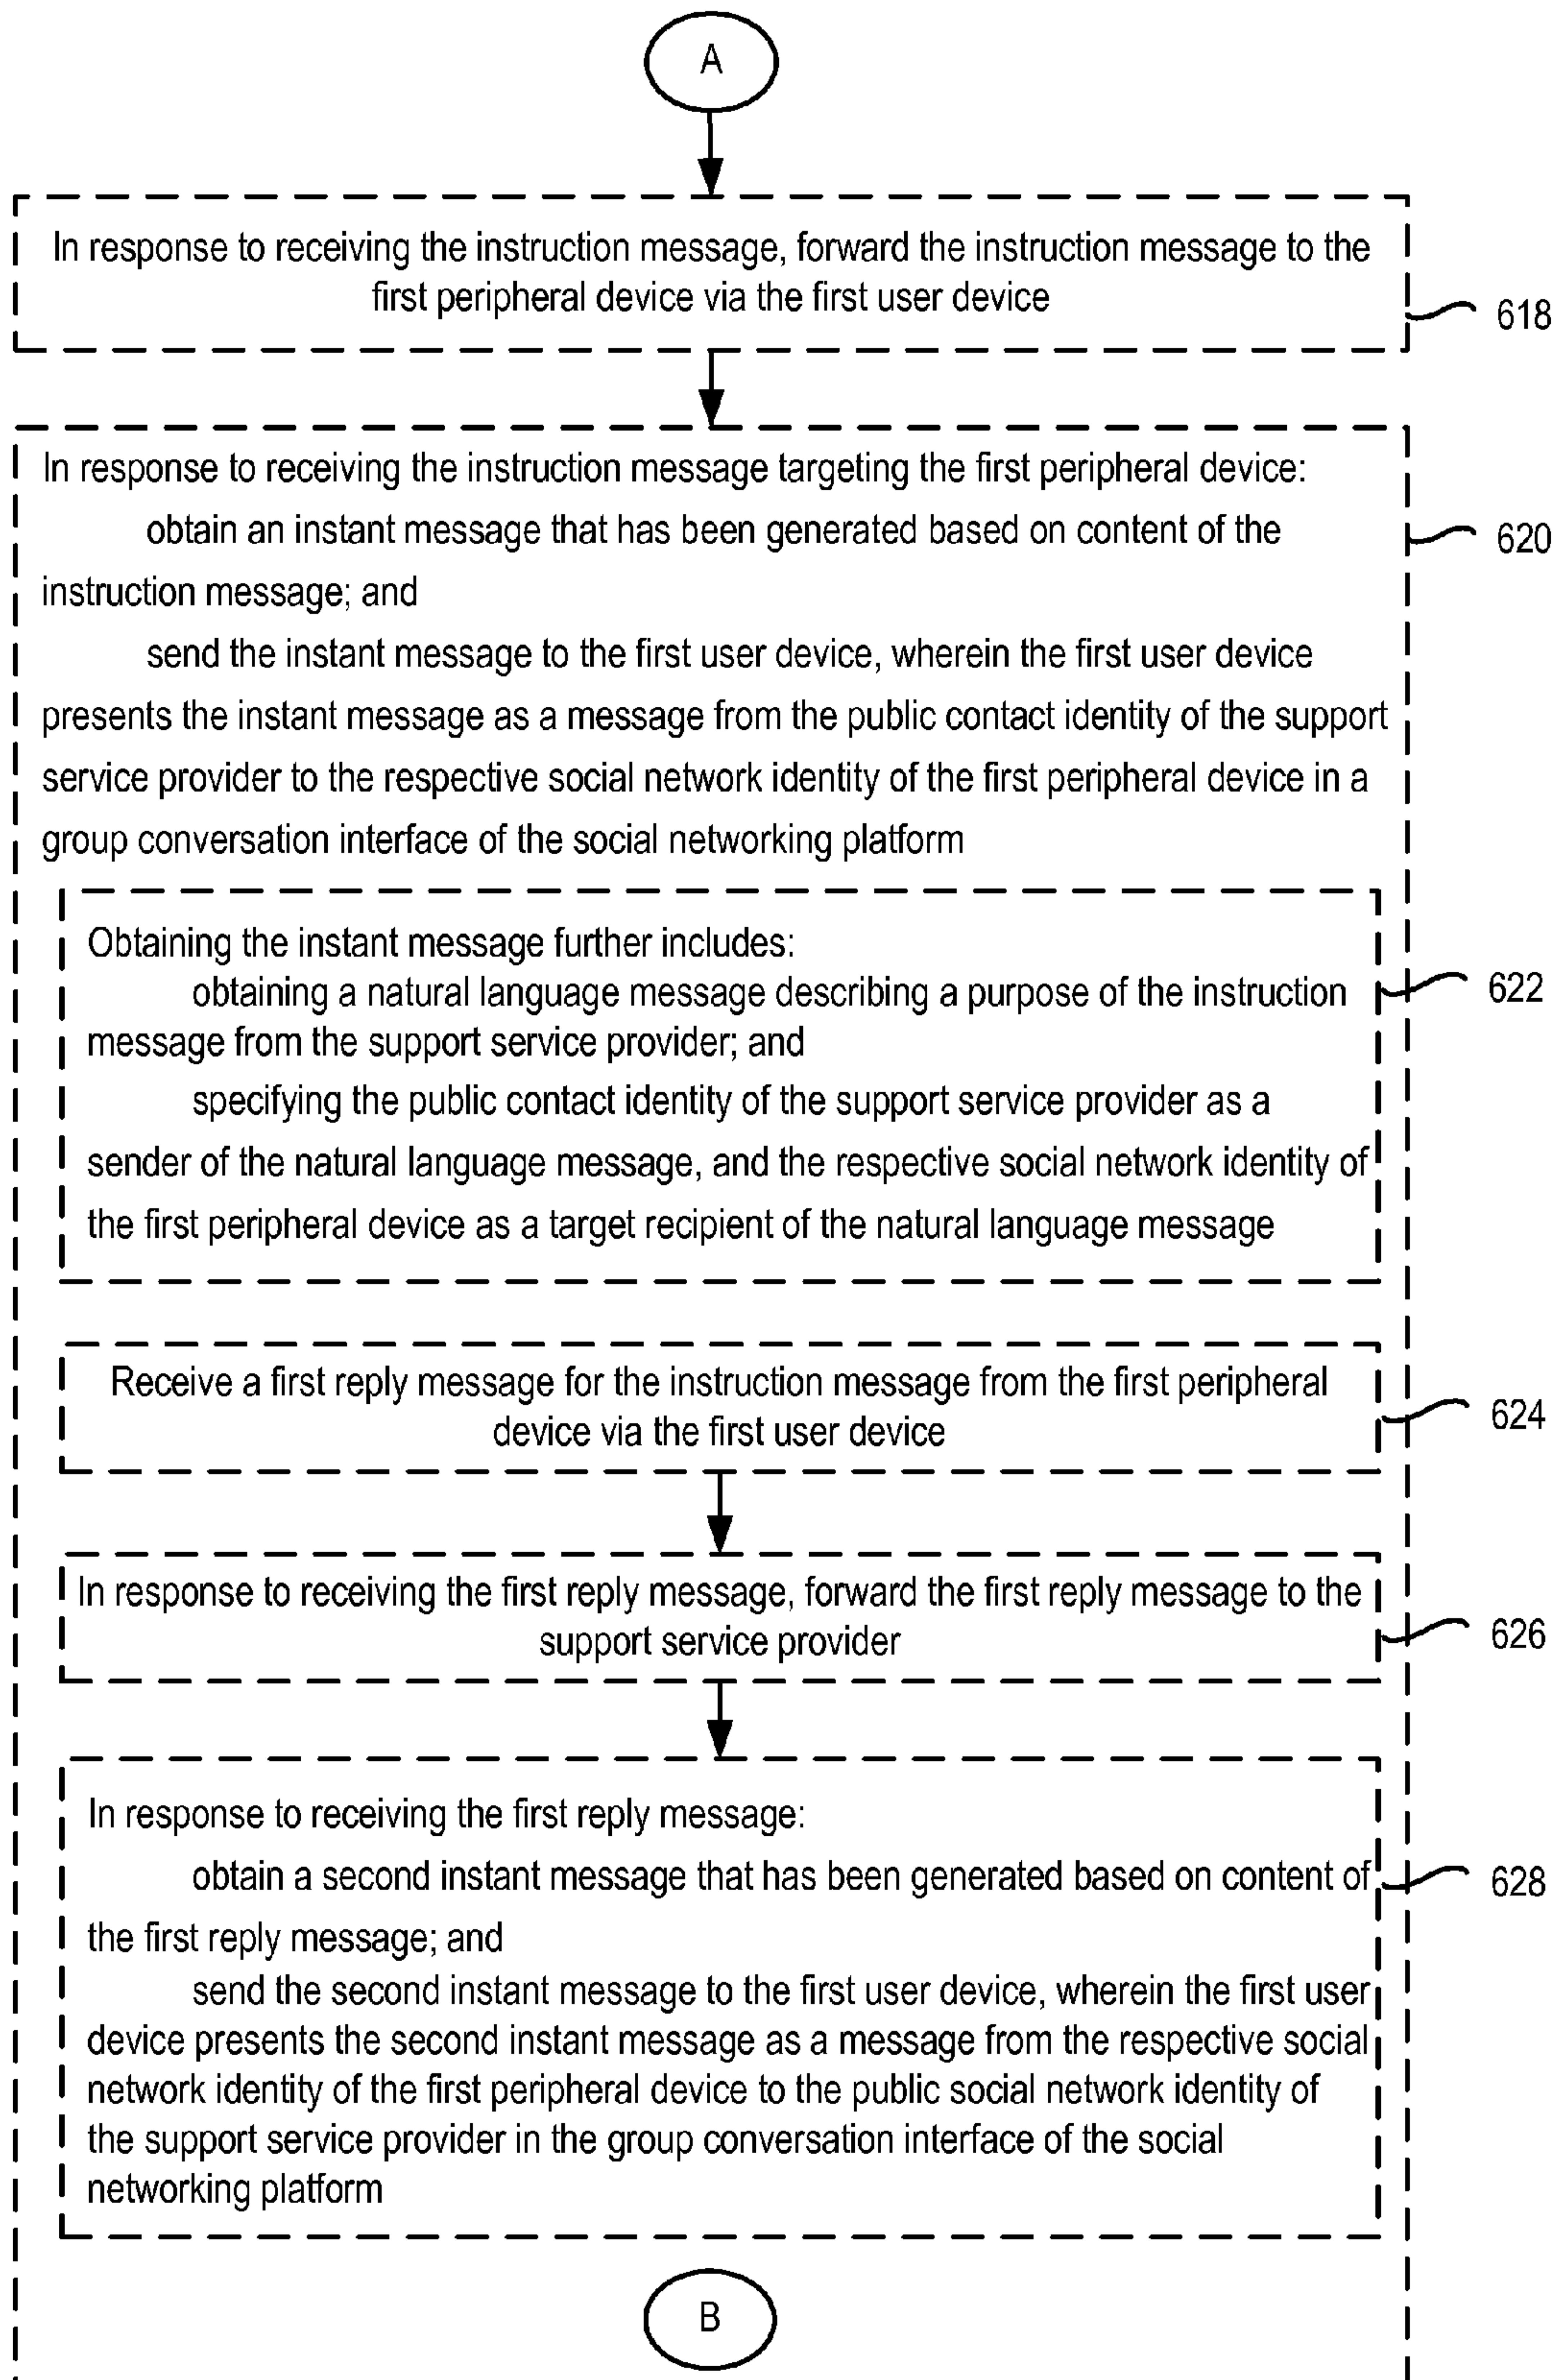 A
In response to receiving the instruction message, forward the instruction message to the
first peripheral device via the first user device
618
In response to receiving the instruction message targeting the first peripheral device:
obtain an instant message that has been generated based on content of the
620
instruction message; and
send the instant message to the first user device, wherein the first user device
presents the instant message as a message from the public contact identity of the support
service provider to the respective social network identity of the first peripheral device in a
group conversation interface of the social networking platform
Obtaining the instant message further includes:
obtaining a natural language message describing a purpose of the instruction
622
message from the support service provider; and
specifying the public contact identity of the support service provider as a
sender of the natural language message, and the respective social network identity of
the first peripheral device as a target recipient of the natural language message
Receive a first reply message for the instruction message from the first peripheral
device via the first user device
624
In response to receiving the first reply message, forward the first reply message to the
support service provider
626
In response to receiving the first reply message:
obtain a second instant message that has been generated based on content of
628
the first reply message; and
send the second instant message to the first user device, wherein the first user
device presents the second instant message as a message from the respective social
network identity of the first peripheral device to the public social network identity of
the support service provider in the group conversation interface of the social
networking platform
B